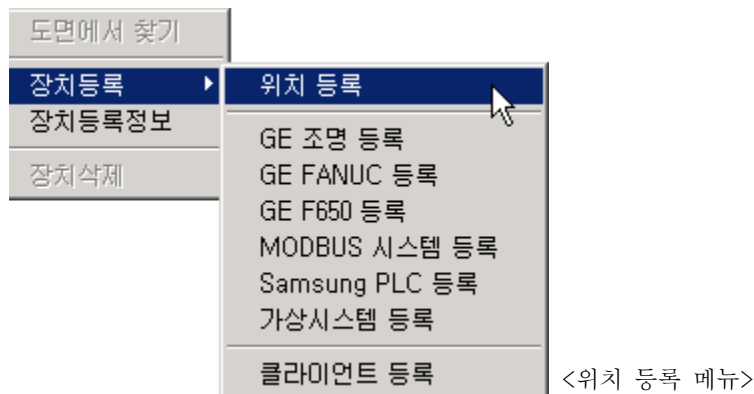 도면에서 찾기
장치등록
장치등록정보
장치삭제
위치 등록
GE 조명 등록
GE FANUC 등록
GE F650 등록
MODBUS 시스템 등록
Samsung PLC 등록
가상시스템 등록
클라이언트 등록
<위치 등록 메뉴>